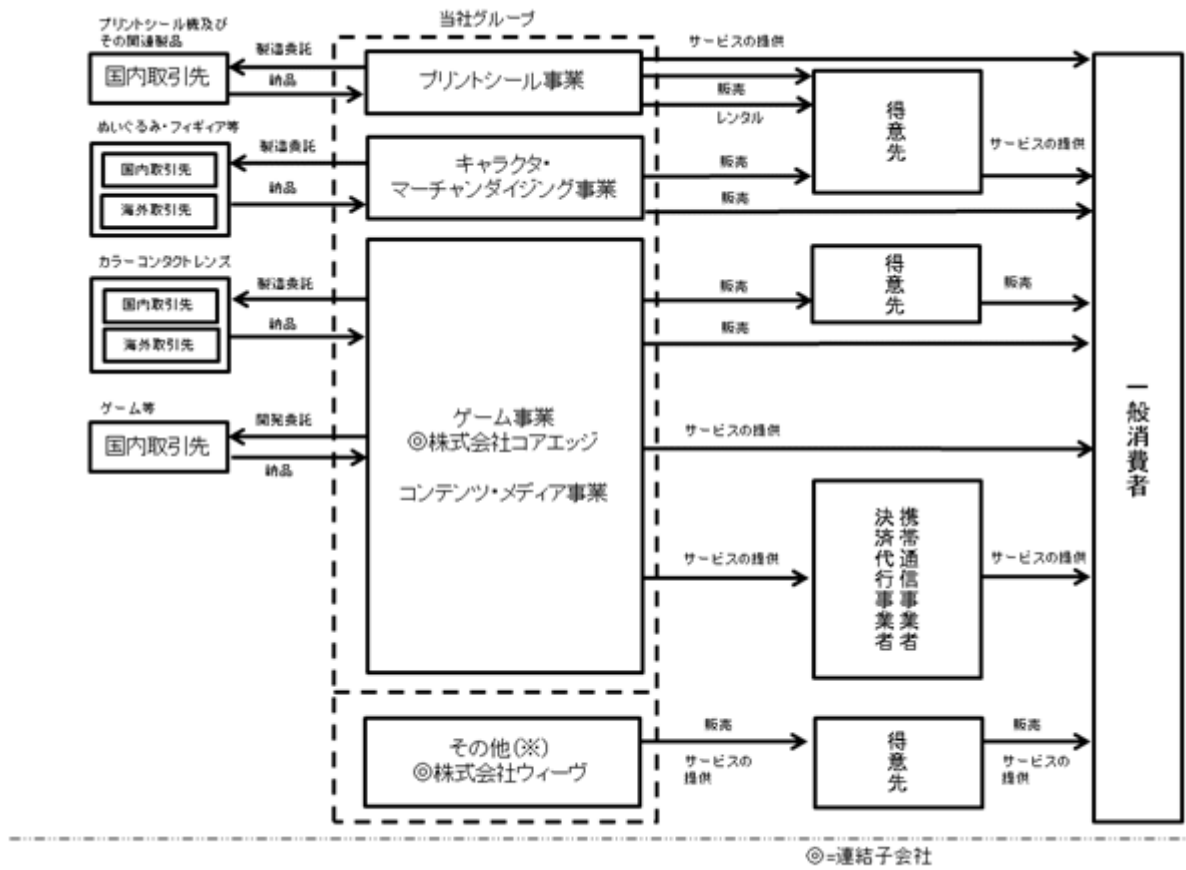 当社グループ
プリントシール機及び
その関連製品
国内取引先
製造委託
納品
プリントシール事業
サービスの提供
販売
レンタル
得意先
サービスの提供
ぬいぐるみ・フィギィア等
国内取引先
海外取引先
製造委託
納品
キャラクタ・
マーチャンダイジング事業
販売
販売
カラーコンタクトレンズ
国内取引先
海外取引先
製造委託
納品
販売
得意先
販売
販売
ゲーム等
国内取引先
開発委託
納品
ゲーム事業
◎株式会社コアエッジ
コンテンツ・メディア事業
サービスの提供
サービスの提供
携帯通信事業者
決済代行事業者
サービスの提供
一般消費者
その他(※)
◎株式会社ウィーヴ
販売
サービスの
提供
得意先
販売
サービスの
提供
◎=連結子会社